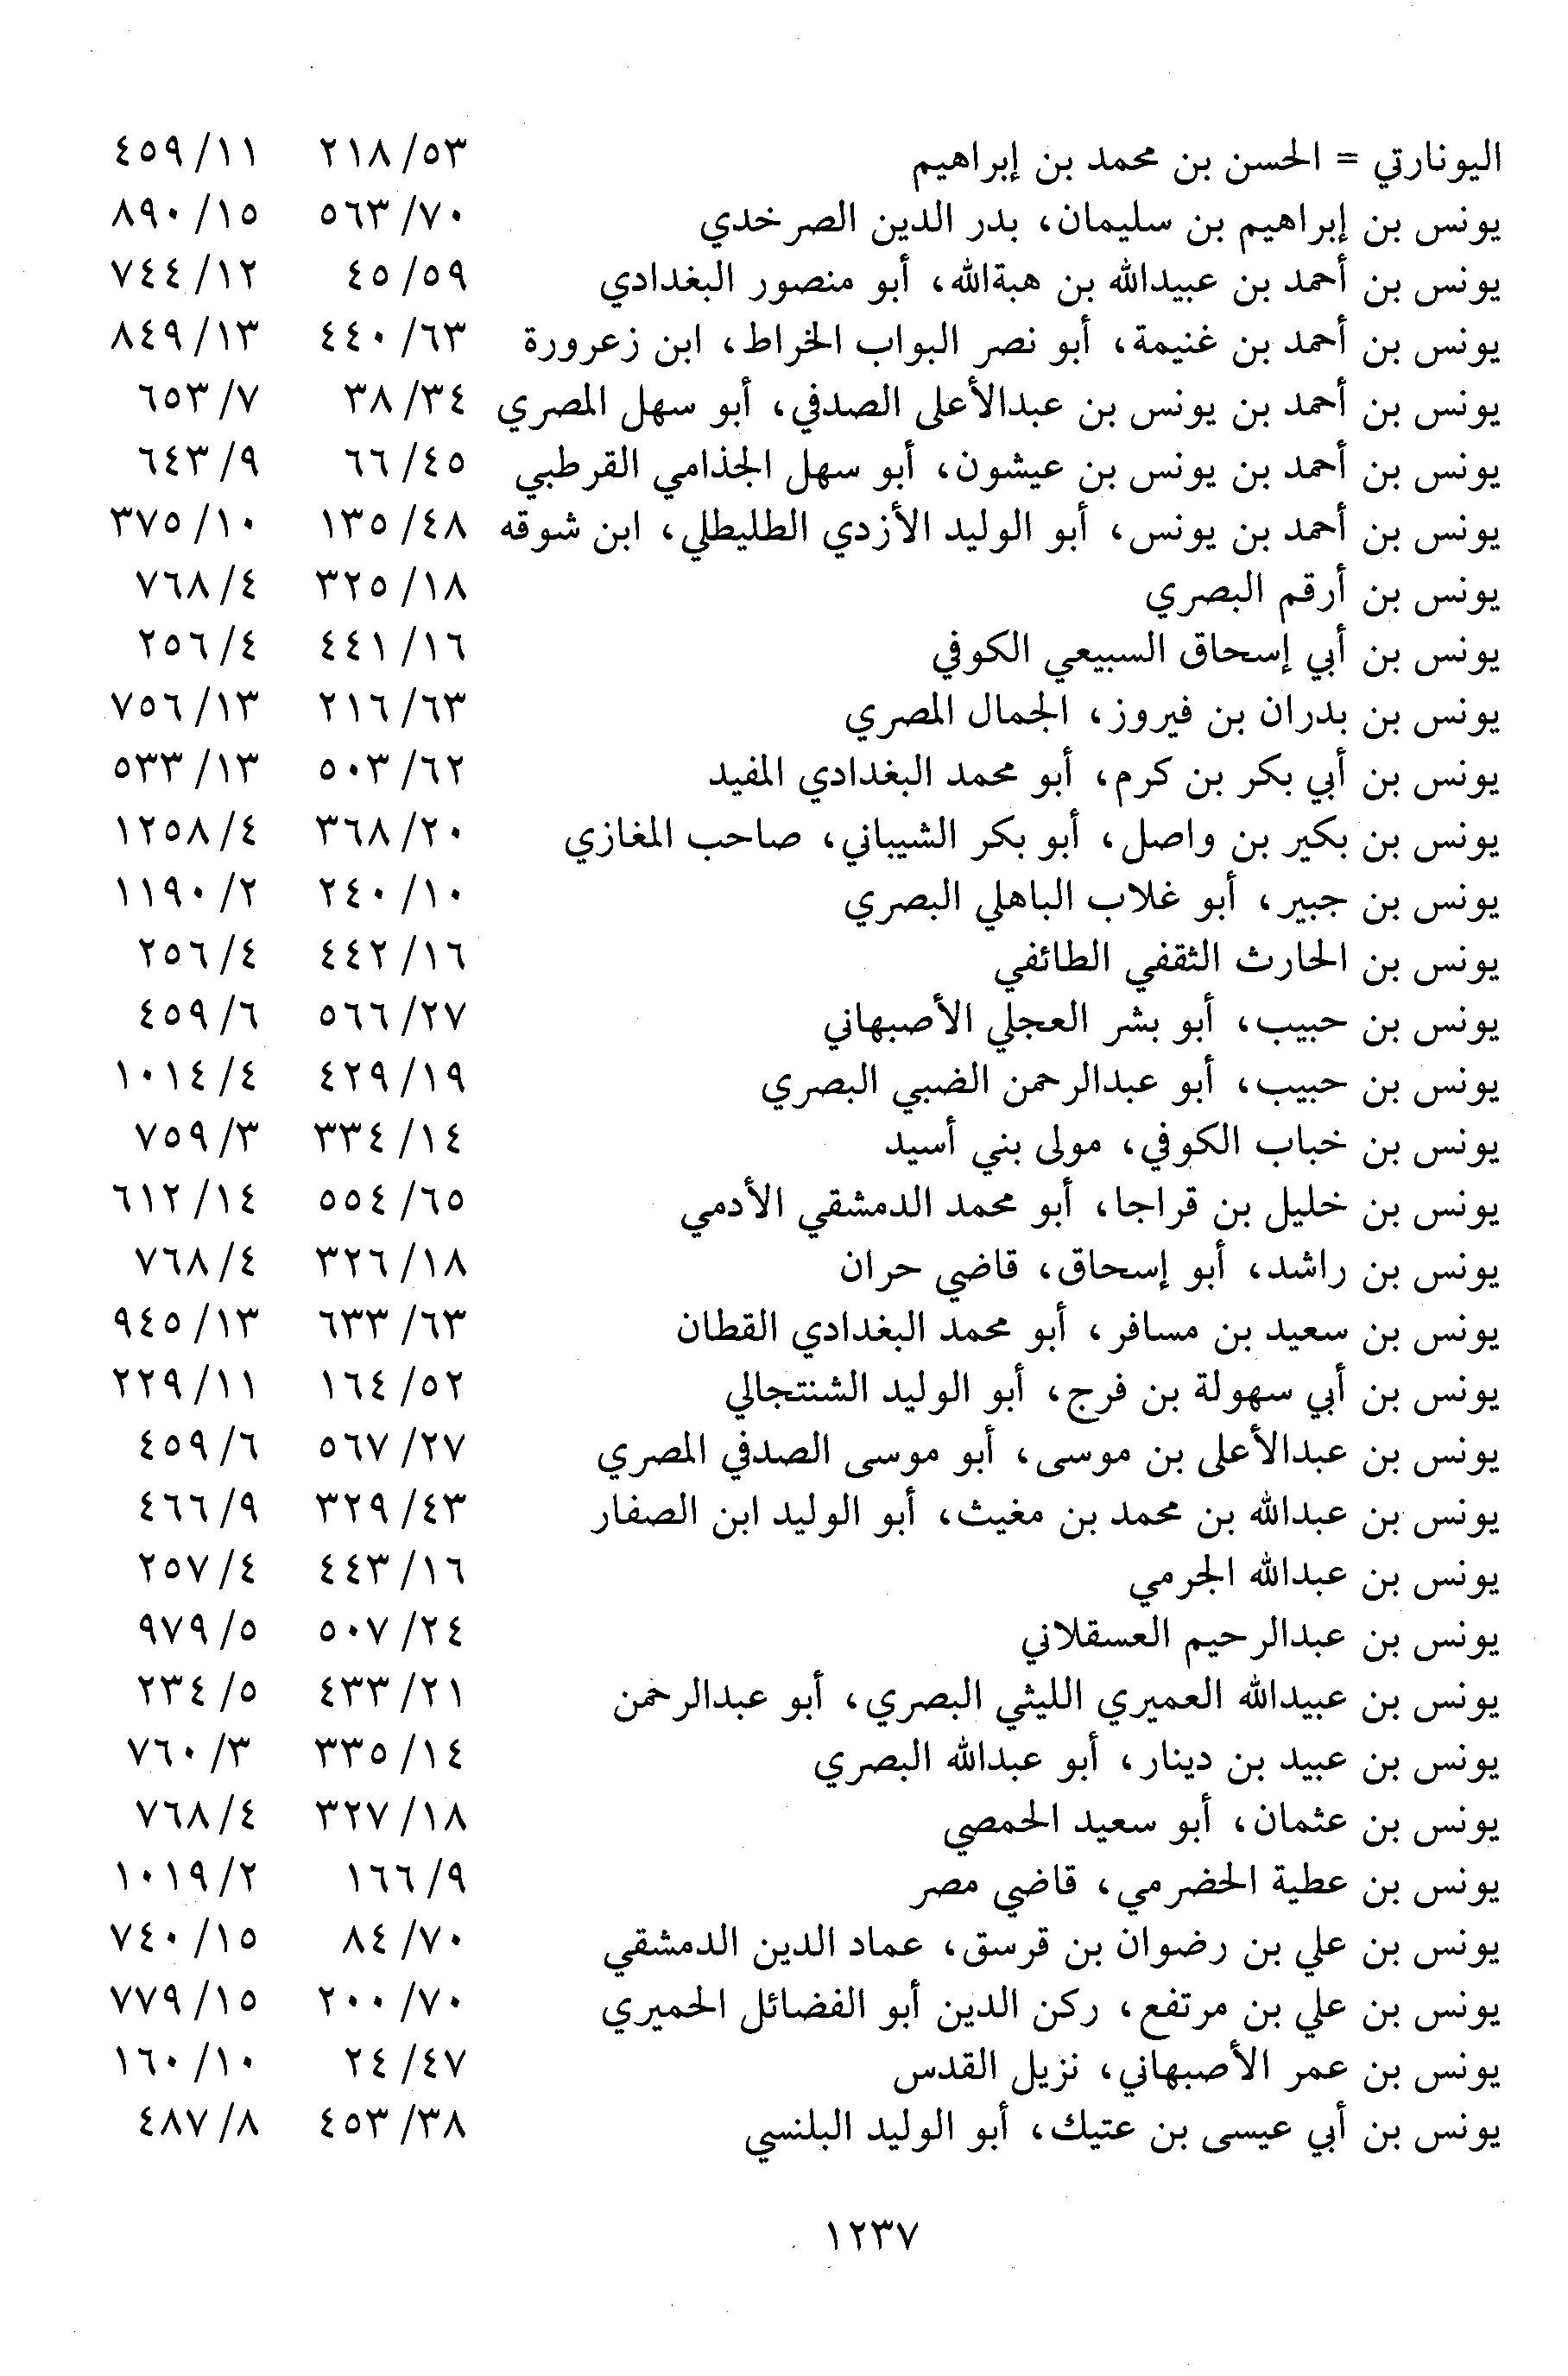 اليونارتي = الحسن بن محمد بن إبراهيم ٥٣/ ٢١٨ ١١/ ٤٥٩
يونس بن إبراهيم بن سليمان، بدر الدين الصرخدي ٧٠/ ٥٦٣ ١٥/ ٨٩٠
يونس بن أحمد بن عبيدالله بن هبةالله، أبو منصور البغدادي ٥٩/ ٤٥ ١٢/ ٧٤٤
يونس بن أحمد بن غنيمة، أبو نصر البواب الخراط، ابن زعرورة ٦٣/ ٤٤٠ ١٣/ ٨٤٩
يونس بن أحمد بن يونس بن عبدالأعلى الصدفي، أبو سهل المصري ٣٤/ ٣٨ ٧/ ٦٥٣
يونس بن أحمد بن يونس بن عيشون، أبو سهل الجذامي القرطبي ٤٥/ ٦٦ ٩/ ٦٤٣
يونس بن أحمد بن يونس، أبو الوليد الأزدي الطليطلي، ابن شوقه ٤٨/ ١٣٥ ١٠/ ٣٧٥
يونس بن أرقم البصري ١٨/ ٣٢٥ ٤/ ٧٦٨
يونس بن أبي إسحاق السبيعي الكوفي ١٦/ ٤٤١ ٤/ ٢٥٦
يونس بن بدران بن فيروز، الجمال المصري ٦٣/ ٢١٦ ١٣/ ٧٥٦
يونس بن أبي بكر بن كرم، أبو محمد البغدادي المفيد ٦٢/ ٥٠٣ ١٣/ ٥٣٣
يونس بن بكير بن واصل، أبو بكر الشيباني، صاحب المغازي ٢٠/ ٣٦٨ ٤/ ١٢٥٨
يونس بن جبير، أبو غلاب الباهلي البصري ١٠/ ٢٤٠ ٢/ ١١٩٠
يونس بن الحارث الثقفي الطائفي ١٦/ ٤٤٢ ٤/ ٢٥٦
يونس بن حبيب، أبو بشر العجلي الأصبهاني ٢٧/ ٥٦٦ ٦/ ٤٥٩
يونس بن حبيب، أبو عبدالرحمن الضبي البصري ١٩/ ٤٢٩ ٤/ ١٠١٤
يونس بن خباب الكوفي، مولى بني أسيد ١٤/ ٣٣٤ ٣/ ٧٥٩
يونس بن خليل بن قراجا، أبو محمد الدمشقي الأدمي ٦٥/ ٥٥٤ ١٤/ ٦١٢
يونس بن راشد، أبو إسحاق، قاضي حران ١٨/ ٣٢٦ ٤/ ٧٦٨
يونس بن سعيد بن مسافر، أبو محمد البغدادي القطان ٦٣/ ٦٣٣ ١٣/ ٩٤٥
يونس بن أبي سهولة بن فرج، أبو الوليد الشنتجالي ٥٢/ ١٦٤ ١١/ ٢٢٩
يونس بن عبدالأعلى بن موسى، أبو موسى الصدفي المصري ٢٧/ ٥٦٧ ٦/ ٤٥٩
يونس بن عبدالله بن محمد بن مغيث، أبو الوليد ابن الصفار ٤٣/ ٣٢٩ ٩/ ٤٦٦
يونس بن عبدالله الجرمي ١٦/ ٤٤٣ ٤/ ٢٥٧
يونس بن عبدالرحيم العسقلاني ٢٤/ ٥٠٧ ٥/ ٩٧٩
يونس بن عبيدالله العميري الليثي البصري، أبو عبدالرحمن ٢١/ ٤٣٣ ٥/ ٢٣٤
يونس بن عبيد بن دينار، أبو عبدالله البصري ١٤/ ٣٣٥ ٣/ ٧٦٠
يونس بن عثمان، أبو سعيد الحمصي ١٨/ ٣٢٧ ٤/ ٧٦٨
يونس بن عطية الحضرمي، قاضي مصر ٩/ ١٦٦ ٢/ ١٠١٩
يونس بن علي بن رضوان بن قرسق، عماد الدين الدمشقي ٧٠/ ٨٤ ١٥/ ٧٤٠
يونس بن علي بن مرتفع، ركن الدين أبو الفضائل الحميري ٧٠/ ٢٠٠ ١٥/ ٧٧٩
يونس بن عمر الأصبهاني، نزيل القدس ٤٧/ ٢٤ ١٠/ ١٦٠
يونس بن أبي عيسى بن عتيك، أبو الوليد البلنسي ٣٨/ ٤٥٣ ٨/ ٤٨٧
١٢٣٧